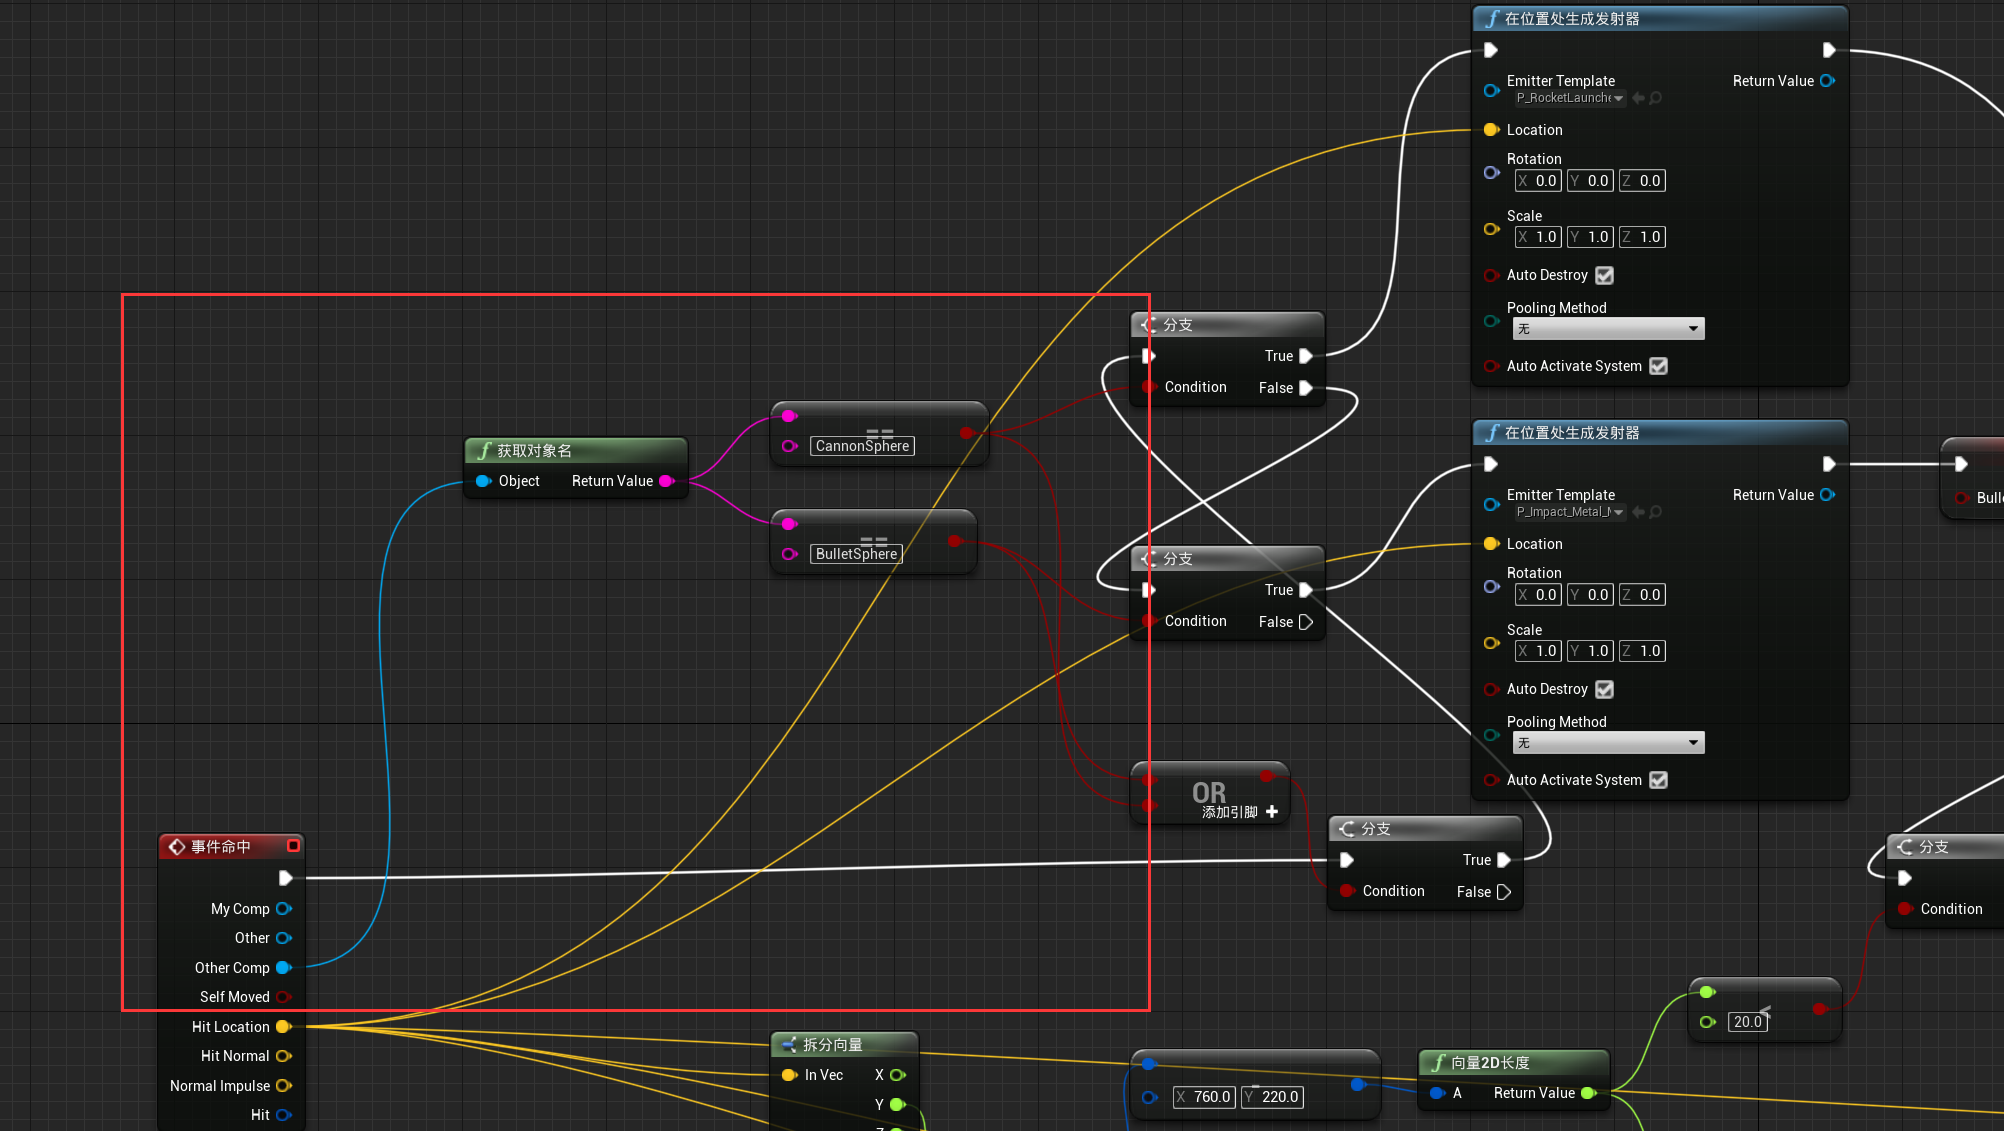 在位置处生成发射器
Emitter Template
Return Value
P_RocketLaunche
Location
Rotation
X 0.0 Y 0.0 Z 0.0
Scale
X 1.0 Y 1.0 Z 1.0
Auto Destroy
Pooling Method
无
Auto Activate System
分支
True
Condition
False
==
CannonSphere
获取对象名
Object
Return Value
==
BulletSphere
在位置处生成发射器
Emitter Template
Return Value
P_Impact_Metal_
Location
Rotation
X 0.0 Y 0.0 Z 0.0
Scale
X 1.0 Y 1.0 Z 1.0
Auto Destroy
Pooling Method
无
Auto Activate System
Bulle
分支
True
Condition
False
OR
添加引脚
分支
True
Condition
False
分支
Condition
事件命中
My Comp
Other
Other Comp
Self Moved
Hit Location
Hit Normal
Normal Impulse
Hit
拆分向量
In Vec
X
Y
-
X 760.0 Y 220.0
向量2D长度
A
Return Value
<
20.0